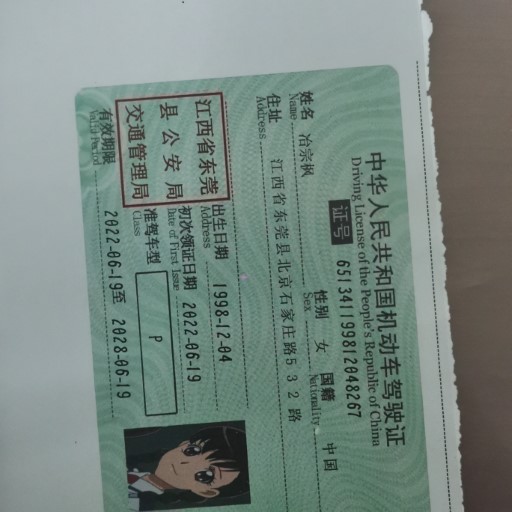 中华人民共和国机动车驾驶证
Driving License of the People's Republic of China
证号 651341199812048267
姓名 冶宗枫 性别 女 国籍 中国
Name Sex Nationality
住址 江西省东莞县北京石家庄路532路
Address
江西省东莞
县公安局
交通管理局
出生日期 1998-12-04
Address
初次领证日期 2022-06-19
Date of First Issue
准驾车型 P
Class
有效期限 2022-06-19至 2028-06-19
Valid Period